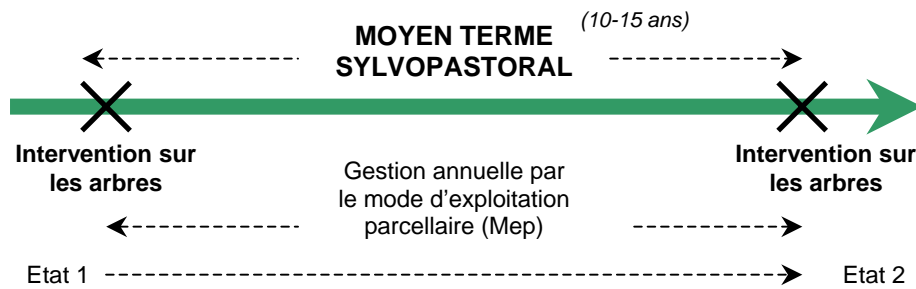 MOYEN TERME
SYLVOPASTORAL
(10-15 ans)
Intervention sur
les arbres
Gestion annuelle par
le mode d'exploitation
parcellaire (Mep)
Intervention sur
les arbres
Etat 1
Etat 2